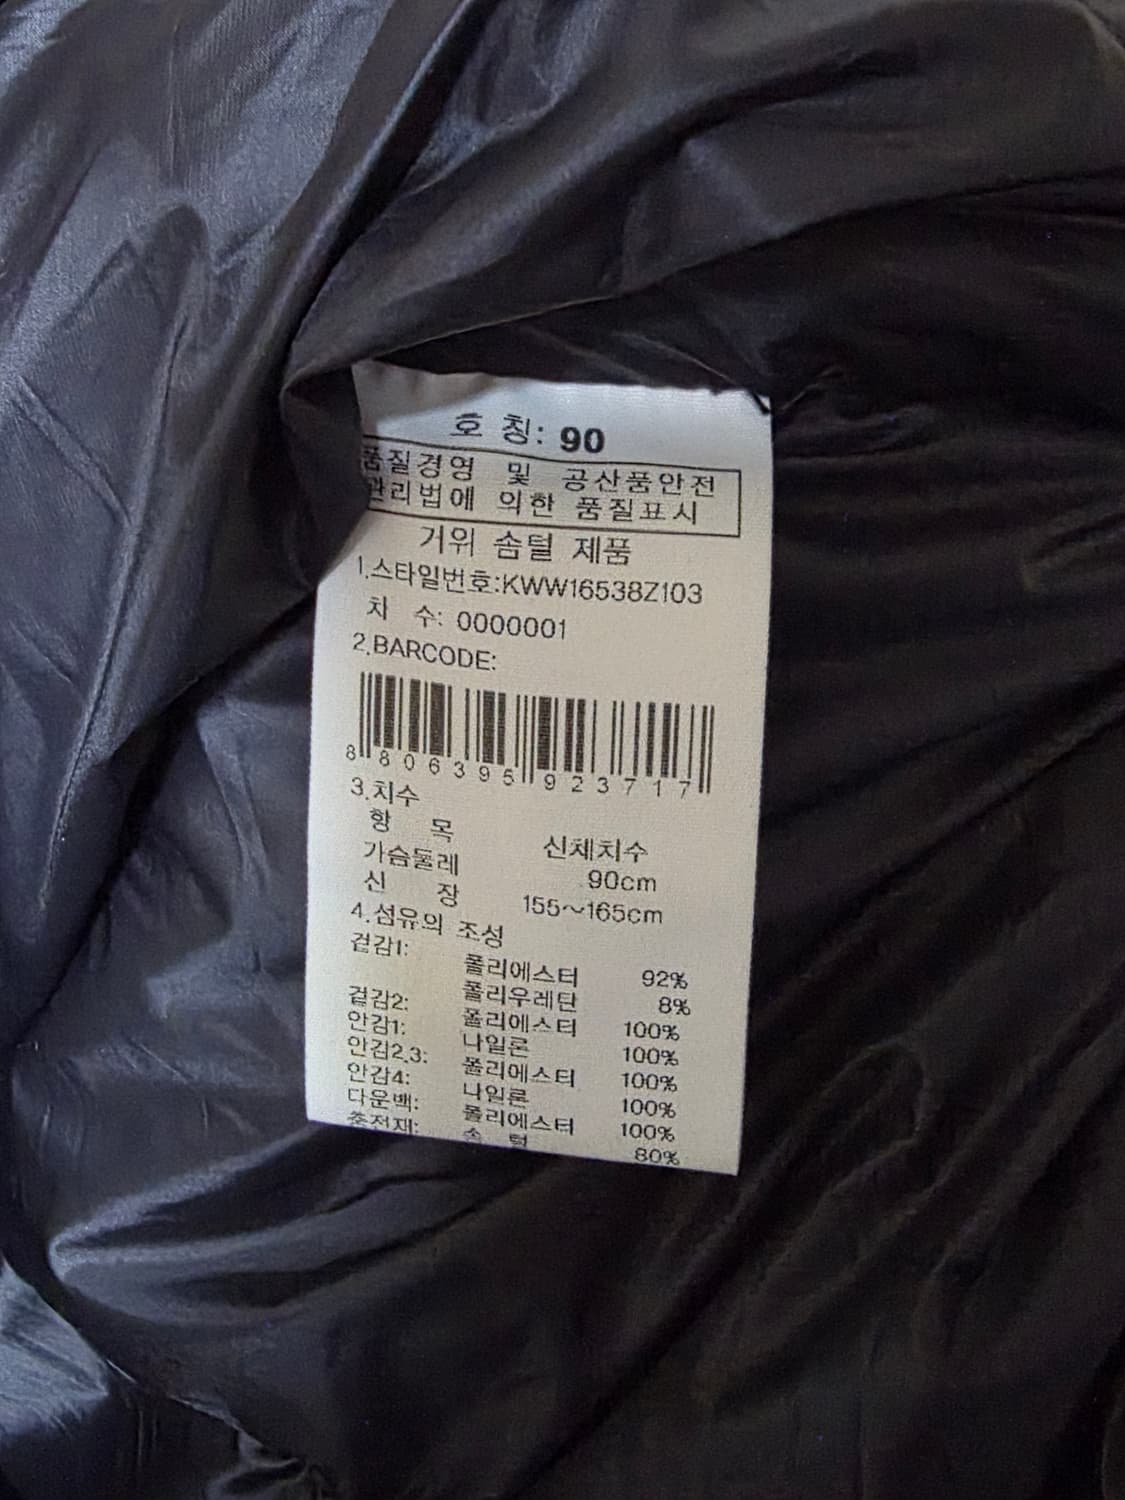 호 칭: 90
품질경영 및 공산품안전
관리법에 의한 품질표시
거위 솜털 제품
1.스타일번호:KWW16538Z103
치 수: 0000001
2.BARCODE:
8 806395 923717
3.치수
항 목 신체치수
가슴둘레 90cm
신 장 155~165cm
4.섬유의 조성
겉감1: 폴리에스터 92%
폴리우레탄 8%
겉감2: 폴리에스터 100%
안감1: 나일론 100%
안감2,3: 폴리에스터 100%
안감4: 나일론 100%
다운백: 폴리에스터 100%
충전재: 솜 털 80%